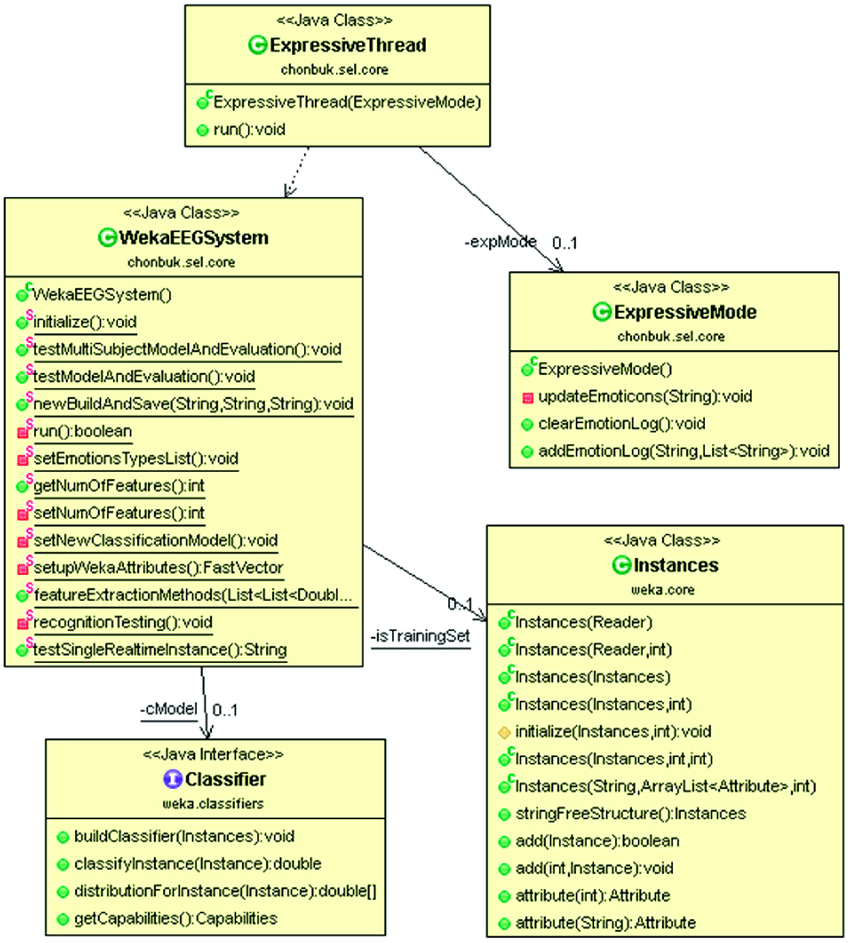 <<Java Class>>
ExpressiveThread
chonbuk.sel.core
ExpressiveThread(ExpressiveMode)
run():void
<<Java Class>>
WekaEEGSystem
chonbuk.sel.core
WekaEEGSystem()
initialize():void
testMultiSubjectModelAndEvaluation():void
testModelAndEvaluation():void
newBuildAndSave(String,String,String):void
run():boolean
setEmotionsTypesList():void
getNumOfFeatures():int
setNumOfFeatures():int
setNewClassificationModel():void
setupWekaAttributes():FastVector
featureExtractionMethods(List<List<Doubl...
recognitionTesting():void
testSingleRealtimeInstance():String
-expMode 0..1
<<Java Class>>
ExpressiveMode
chonbuk.sel.core
ExpressiveMode()
updateEmoticons(String):void
clearEmotionLog():void
addEmotionLog(String,List<String>):void
0..1
-isTrainingSet
<<Java Class>>
Instances
weka.core
Instances(Reader)
Instances(Reader,int)
Instances(Instances)
Instances(Instances,int)
initialize(Instances,int):void
Instances(Instances,int,int)
Instances(String,ArrayList<Attribute>,int)
stringFreeStructure():Instances
add(Instance):boolean
add(int,Instance):void
attribute(int):Attribute
attribute(String):Attribute
-cModel 0..1
<<Java Interface>>
Classifier
weka.classifiers
buildClassifier(Instances):void
classifyInstance(Instance):double
distributionForInstance(Instance):double[]
getCapabilities():Capabilities